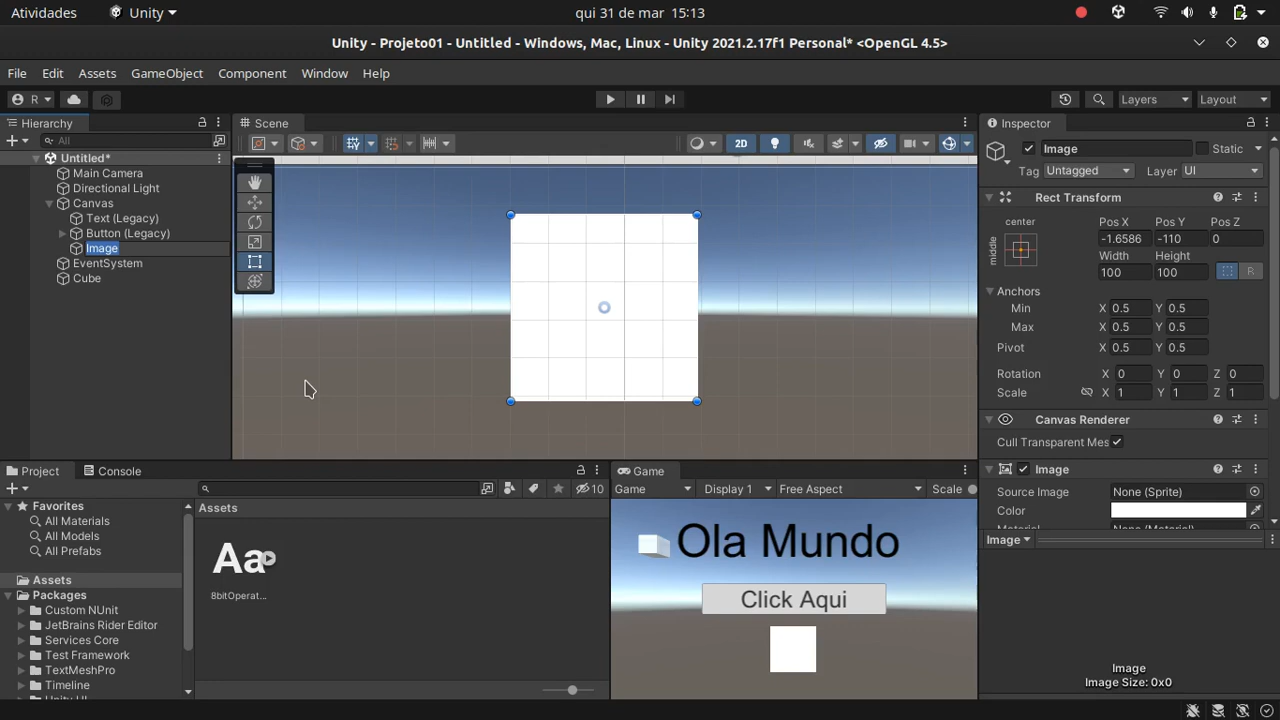 Atividades
Unity
qui 31 de mar 15:13
Unity - Projeto01 - Untitled - Windows, Mac, Linux - Unity 2021.2.17f1 Personal* <OpenGL 4.5>
File Edit Assets GameObject Component Window Help
R
Layers
Layout
Hierarchy
All
Untitled*
Main Camera
Directional Light
Canvas
Text (Legacy)
Button (Legacy)
Image
EventSystem
Cube
Scene
2D
Inspector
Image
Static
Tag Untagged Layer UI
Rect Transform
center
middle
Pos X Pos Y Pos Z
-1.6586 -110 0
Width Height
100 100
R
Anchors
Min X 0.5 Y 0.5
Max X 0.5 Y 0.5
Pivot X 0.5 Y 0.5
Rotation X 0 Y 0 Z 0
Scale X 1 Y 1 Z 1
Canvas Renderer
Cull Transparent Mes
Image
Source Image None (Sprite)
Color
Image
Image
Image Size: 0x0
Project
Console
10
Favorites
All Materials
All Models
All Prefabs
Assets
Packages
Custom NUnit
JetBrains Rider Editor
Services Core
Test Framework
TextMeshPro
Timeline
Assets
Aa
8bitOperat...
Game
Game Display 1 Free Aspect Scale
Ola Mundo
Click Aqui